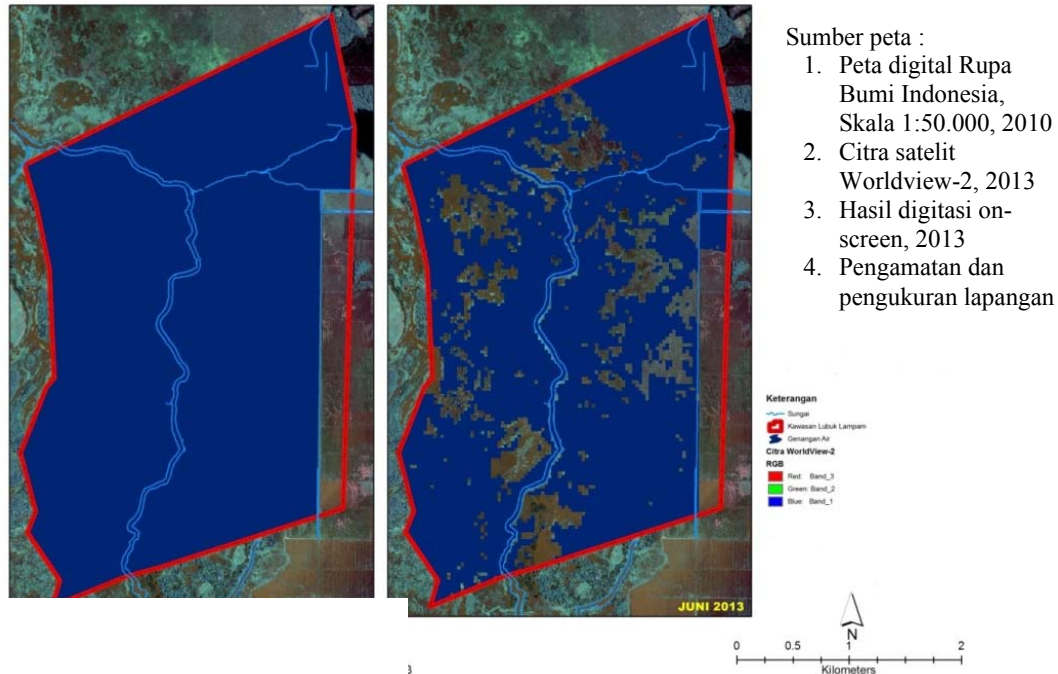 Sumber peta :
1. Peta digital Rupa
Bumi Indonesia,
Skala 1:50.000, 2010
2. Citra satelit
Worldview-2, 2013
3. Hasil digitasi on-
screen, 2013
4. Pengamatan dan
pengukuran lapangan
Keterangan
Sungai
Kawasan Lubuk Lampam
Genangan Air
Citra WorldView-2
RGB
Red: Band_3
Green: Band_2
Blue: Band_1
JUNI 2013
N
0 0.5 1 2
Kilometers